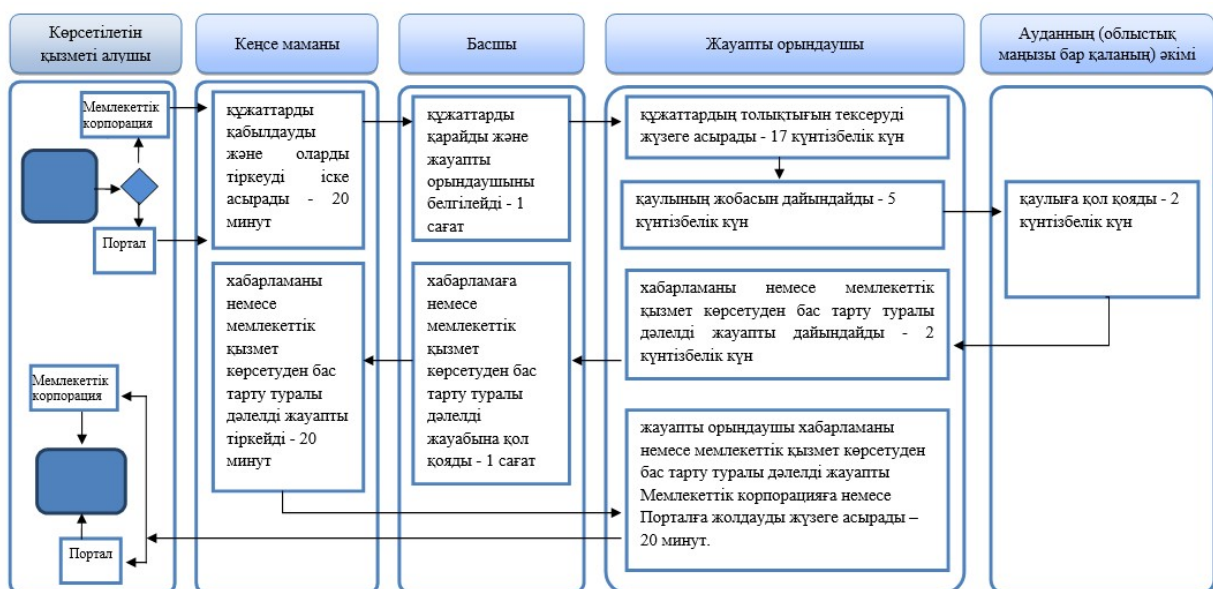 Көрсетілетін
қызметі алушы
Кеңсе маманы
Басшы
Жауапты орындаушы
Ауданның (облыстық
маңызы бар қаланың) әкімі
Мемлекеттік
корпорация
Портал
құжаттарды
қабылдауды
және оларды
тіркеуді іске
асырады - 20
минут
құжаттарды
қарайды және
жауапты
орындаушыны
белгілейді - 1
сағат
құжаттардың толықтығын тексеруді
жүзеге асырады - 17 күнтізбелік күн
қаулының жобасын дайындайды - 5
күнтізбелік күн
қаулыға қол қояды - 2
күнтізбелік күн
хабарламаны немесе мемлекеттік
қызмет көрсетуден бас тарту туралы
дәлелді жауапты дайындайды - 2
күнтізбелік күн
хабарламаға
немесе
мемлекеттік
қызмет
көрсетуден бас
тарту туралы
дәлелді
жауабына қол
қояды - 1 сағат
хабарламаны
немесе
мемлекеттік
қызмет
көрсетуден бас
тарту туралы
дәлелді жауапты
тіркейді - 20
минут
жауапты орындаушы хабарламаны
немесе мемлекеттік қызмет көрсетуден
бас тарту туралы дәлелді жауапты
Мемлекеттік корпорацияға немесе
Порталға жолдауды жүзеге асырады –
20 минут.
Мемлекеттік
корпорация
Портал